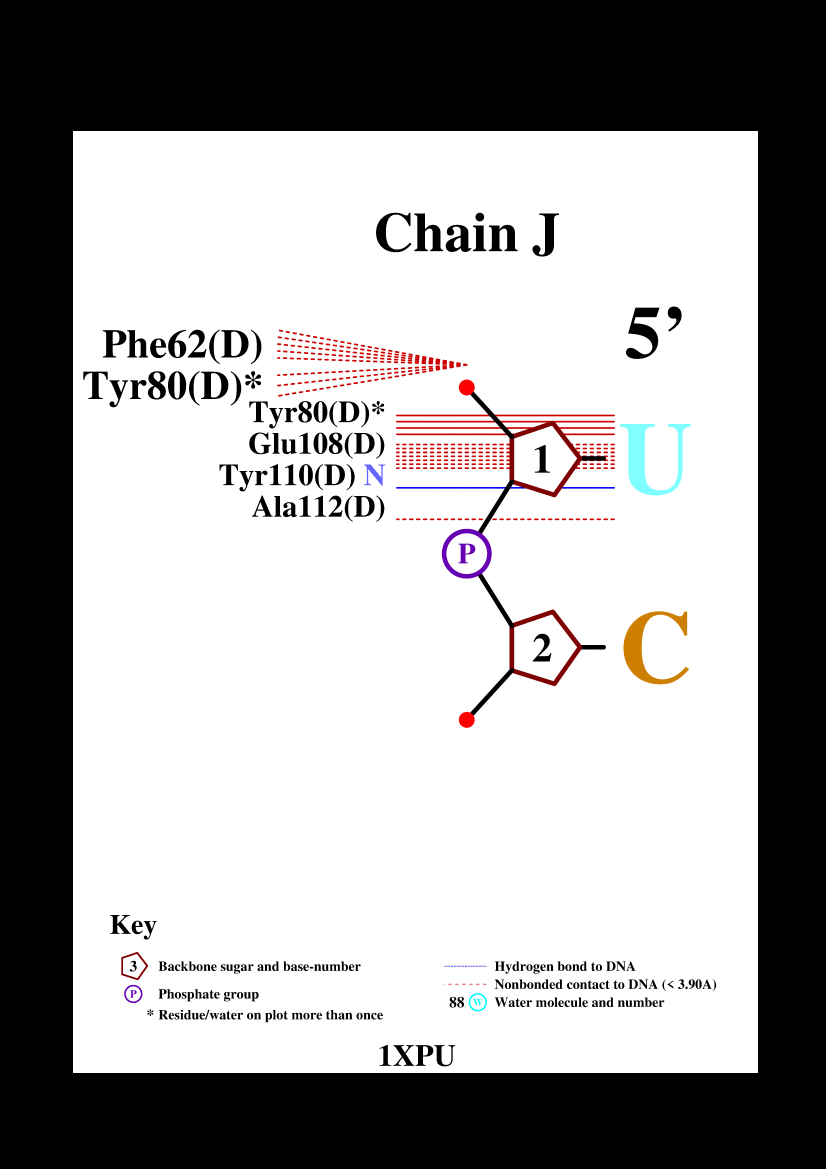 Chain J
5’
Phe62(D)
Tyr80(D)*
Tyr80(D)*
Glu108(D)
Tyr110(D) N
Ala112(D)
1
U
P
2
C
Key
3 Backbone sugar and base-number
P Phosphate group
* Residue/water on plot more than once
Hydrogen bond to DNA
Nonbonded contact to DNA (< 3.90A)
88 W Water molecule and number
1XPU